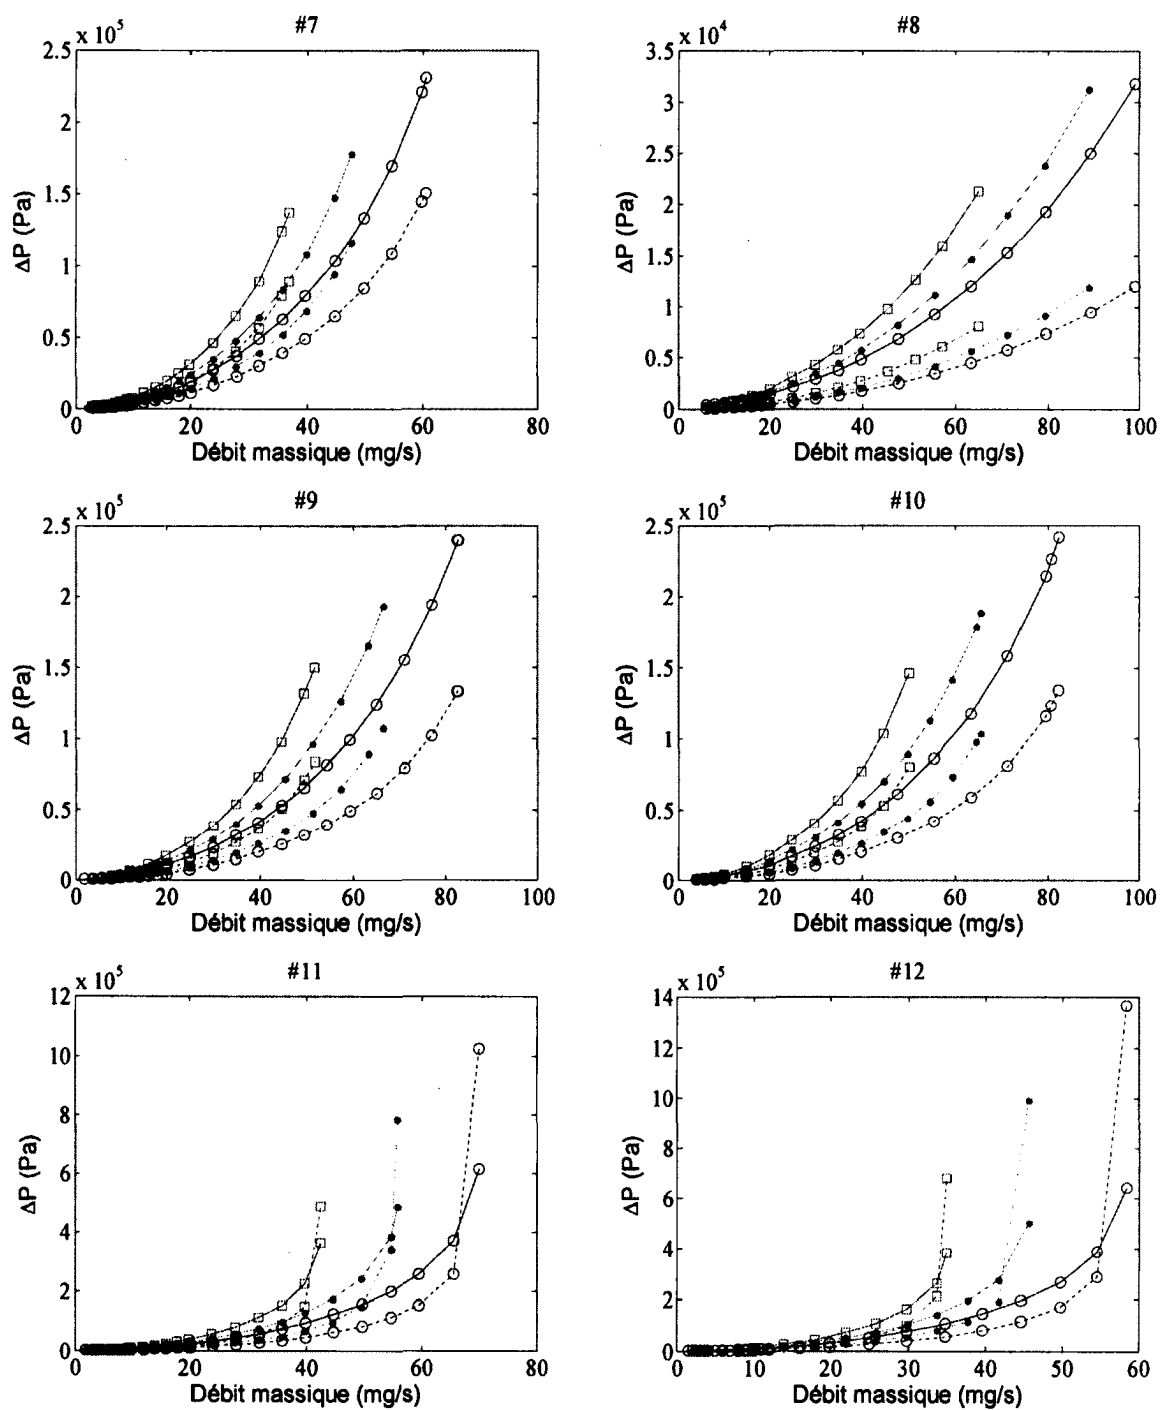 #7
x 10^5
2.5
2
1.5
1
0.5
0
ΔP (Pa)
0 20 40 60 80
Débit massique (mg/s)
#8
x 10^4
3.5
3
2.5
2
1.5
1
0.5
0
ΔP (Pa)
0 20 40 60 80 100
Débit massique (mg/s)
#9
x 10^5
2.5
2
1.5
1
0.5
0
ΔP (Pa)
0 20 40 60 80 100
Débit massique (mg/s)
#10
x 10^5
2.5
2
1.5
1
0.5
0
ΔP (Pa)
0 20 40 60 80 100
Débit massique (mg/s)
#11
x 10^5
12
10
8
6
4
2
0
ΔP (Pa)
0 20 40 60 80
Débit massique (mg/s)
#12
x 10^5
14
12
10
8
6
4
2
0
ΔP (Pa)
0 10 20 30 40 50 60
Débit massique (mg/s)